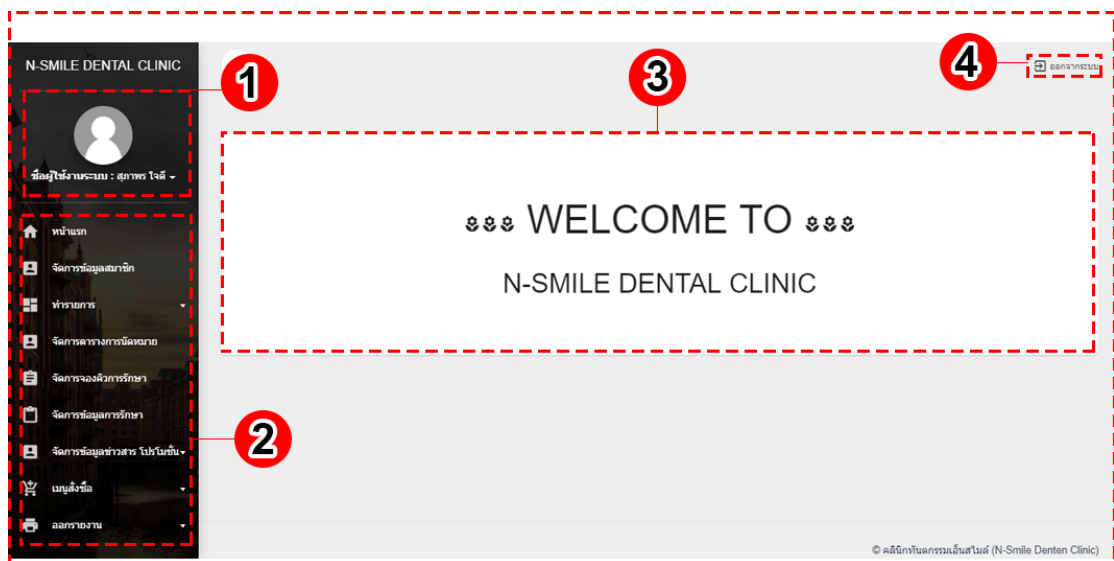 N-SMILE DENTAL CLINIC
1
3
4
ออกจากระบบ
ชื่อผู้ใช้งานระบบ : สุภาพร ใจดี
WELCOME TO
N-SMILE DENTAL CLINIC
หน้าแรก
จัดการข้อมูลสมาชิก
ทำรายการ
จัดการตารางการนัดหมาย
จัดการจองคิวการรักษา
จัดการข้อมูลการรักษา
2
จัดการข้อมูลข่าวสาร โปรโมชั่น
เมนูสั่งซื้อ
ออกรายงาน
© คลินิกทันตกรรมเอ็นสไมล์ (N-Smile Denten Clinic)